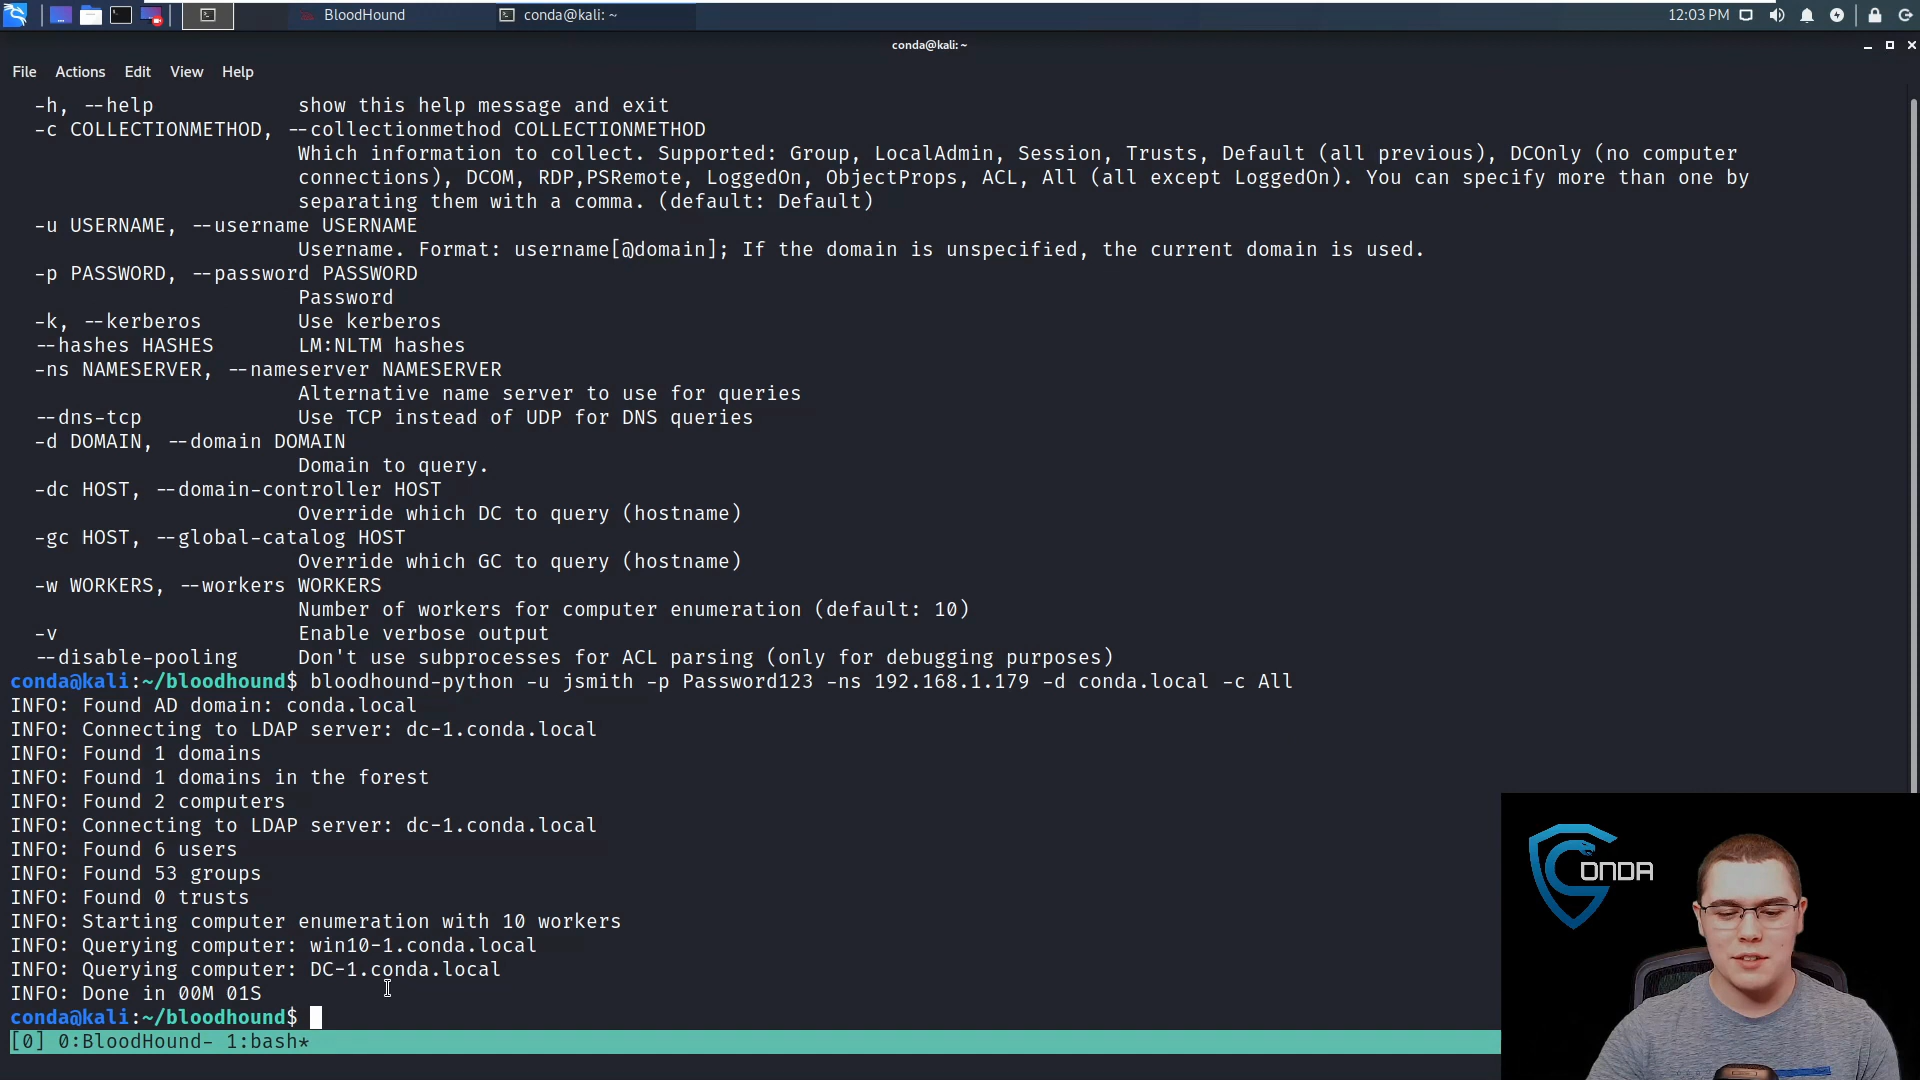 BloodHound
conda@kali: ~
12:03 PM
conda@kali: ~
File Actions Edit View Help
-h, --help show this help message and exit
-c COLLECTIONMETHOD, --collectionmethod COLLECTIONMETHOD
Which information to collect. Supported: Group, LocalAdmin, Session, Trusts, Default (all previous), DCOnly (no computer
connections), DCOM, RDP,PSRemote, LoggedOn, ObjectProps, ACL, All (all except LoggedOn). You can specify more than one by
separating them with a comma. (default: Default)
-u USERNAME, --username USERNAME
Username. Format: username[@domain]; If the domain is unspecified, the current domain is used.
-p PASSWORD, --password PASSWORD
Password
-k, --kerberos Use kerberos
--hashes HASHES LM:NLTM hashes
-ns NAMESERVER, --nameserver NAMESERVER
Alternative name server to use for queries
--dns-tcp Use TCP instead of UDP for DNS queries
-d DOMAIN, --domain DOMAIN
Domain to query.
-dc HOST, --domain-controller HOST
Override which DC to query (hostname)
-gc HOST, --global-catalog HOST
Override which GC to query (hostname)
-w WORKERS, --workers WORKERS
Number of workers for computer enumeration (default: 10)
-v Enable verbose output
--disable-pooling Don't use subprocesses for ACL parsing (only for debugging purposes)
conda@kali:~/bloodhound$ bloodhound-python -u jsmith -p Password123 -ns 192.168.1.179 -d conda.local -c All
INFO: Found AD domain: conda.local
INFO: Connecting to LDAP server: dc-1.conda.local
INFO: Found 1 domains
INFO: Found 1 domains in the forest
INFO: Found 2 computers
INFO: Connecting to LDAP server: dc-1.conda.local
INFO: Found 6 users
INFO: Found 53 groups
INFO: Found 0 trusts
INFO: Starting computer enumeration with 10 workers
INFO: Querying computer: win10-1.conda.local
INFO: Querying computer: DC-1.conda.local
INFO: Done in 00M 01S
conda@kali:~/bloodhound$
[0] 0:BloodHound- 1:bash*
CONDA